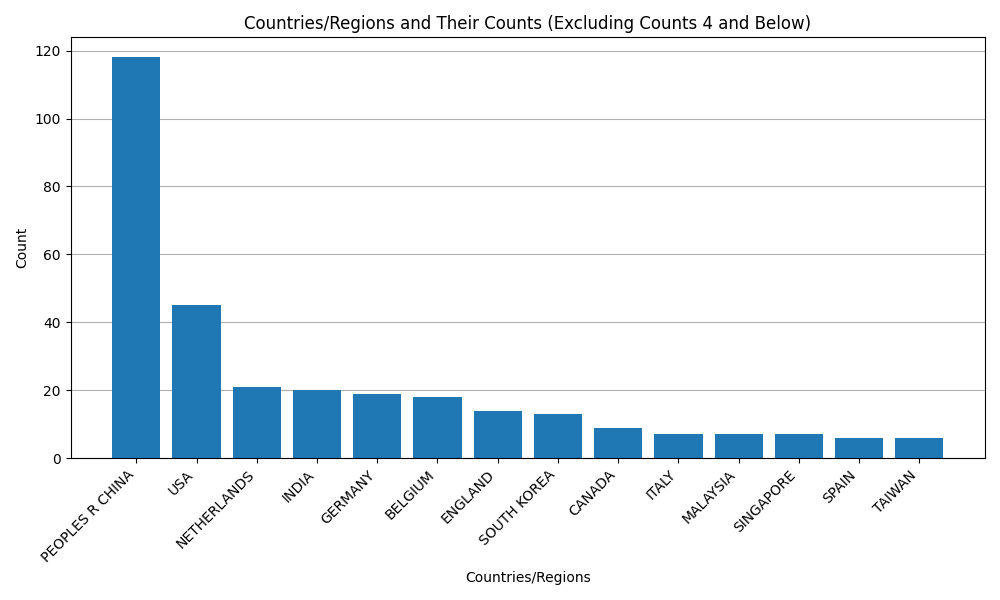 Countries/Regions and Their Counts (Excluding Counts 4 and Below)
120
100
80
60
40
20
0
Count
PEOPLES R CHINA
USA
NETHERLANDS
INDIA
GERMANY
BELGIUM
ENGLAND
SOUTH KOREA
CANADA
ITALY
MALAYSIA
SINGAPORE
SPAIN
TAIWAN
Countries/Regions